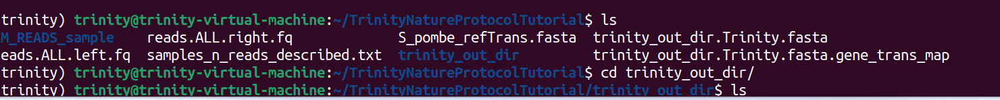 trinity) trinity@trinity-virtual-machine:~/TrinityNatureProtocolTutorial$ ls
M_READS_sample reads.ALL.right.fq S_pombe_refTrans.fasta trinity_out_dir.Trinity.fasta
eads.ALL.left.fq samples_n_reads_described.txt trinity_out_dir trinity_out_dir.Trinity.fasta.gene_trans_map
trinity) trinity@trinity-virtual-machine:~/TrinityNatureProtocolTutorial$ cd trinity_out_dir/
trinity) trinity@trinity-virtual-machine:~/TrinityNatureProtocolTutorial/trinity_out_dir$ ls